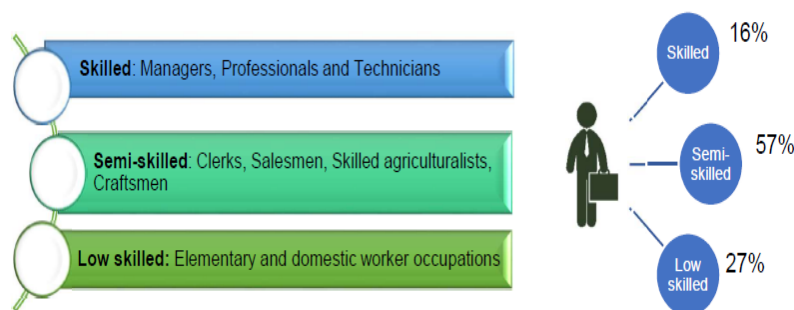 Skilled: Managers, Professionals and Technicians
Semi-skilled: Clerks, Salesmen, Skilled agriculturalists,
Craftsmen
Low skilled: Elementary and domestic worker occupations
Skilled
16%
Semi-
skilled
57%
Low
skilled
27%